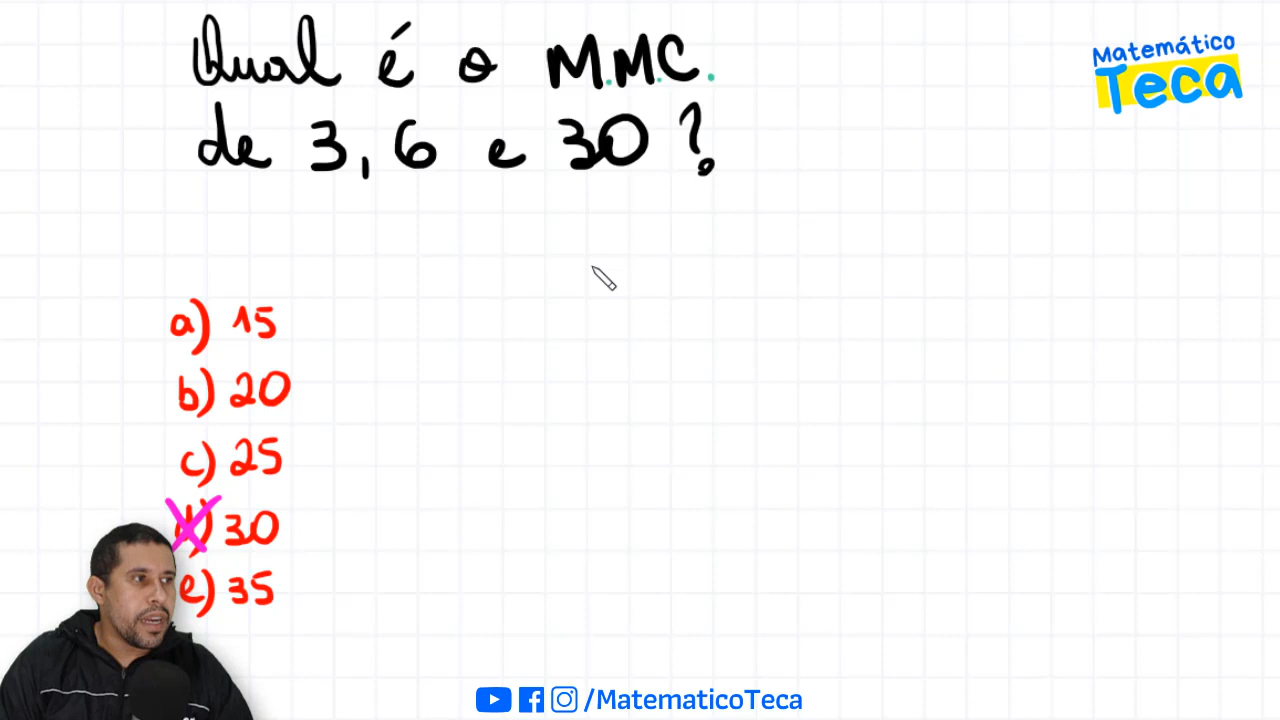 Qual é o M.M.C.
de 3, 6 e 30?
Matemático
Teca
a) 15
b) 20
c) 25
d) 30
e) 35
/MatematicoTeca